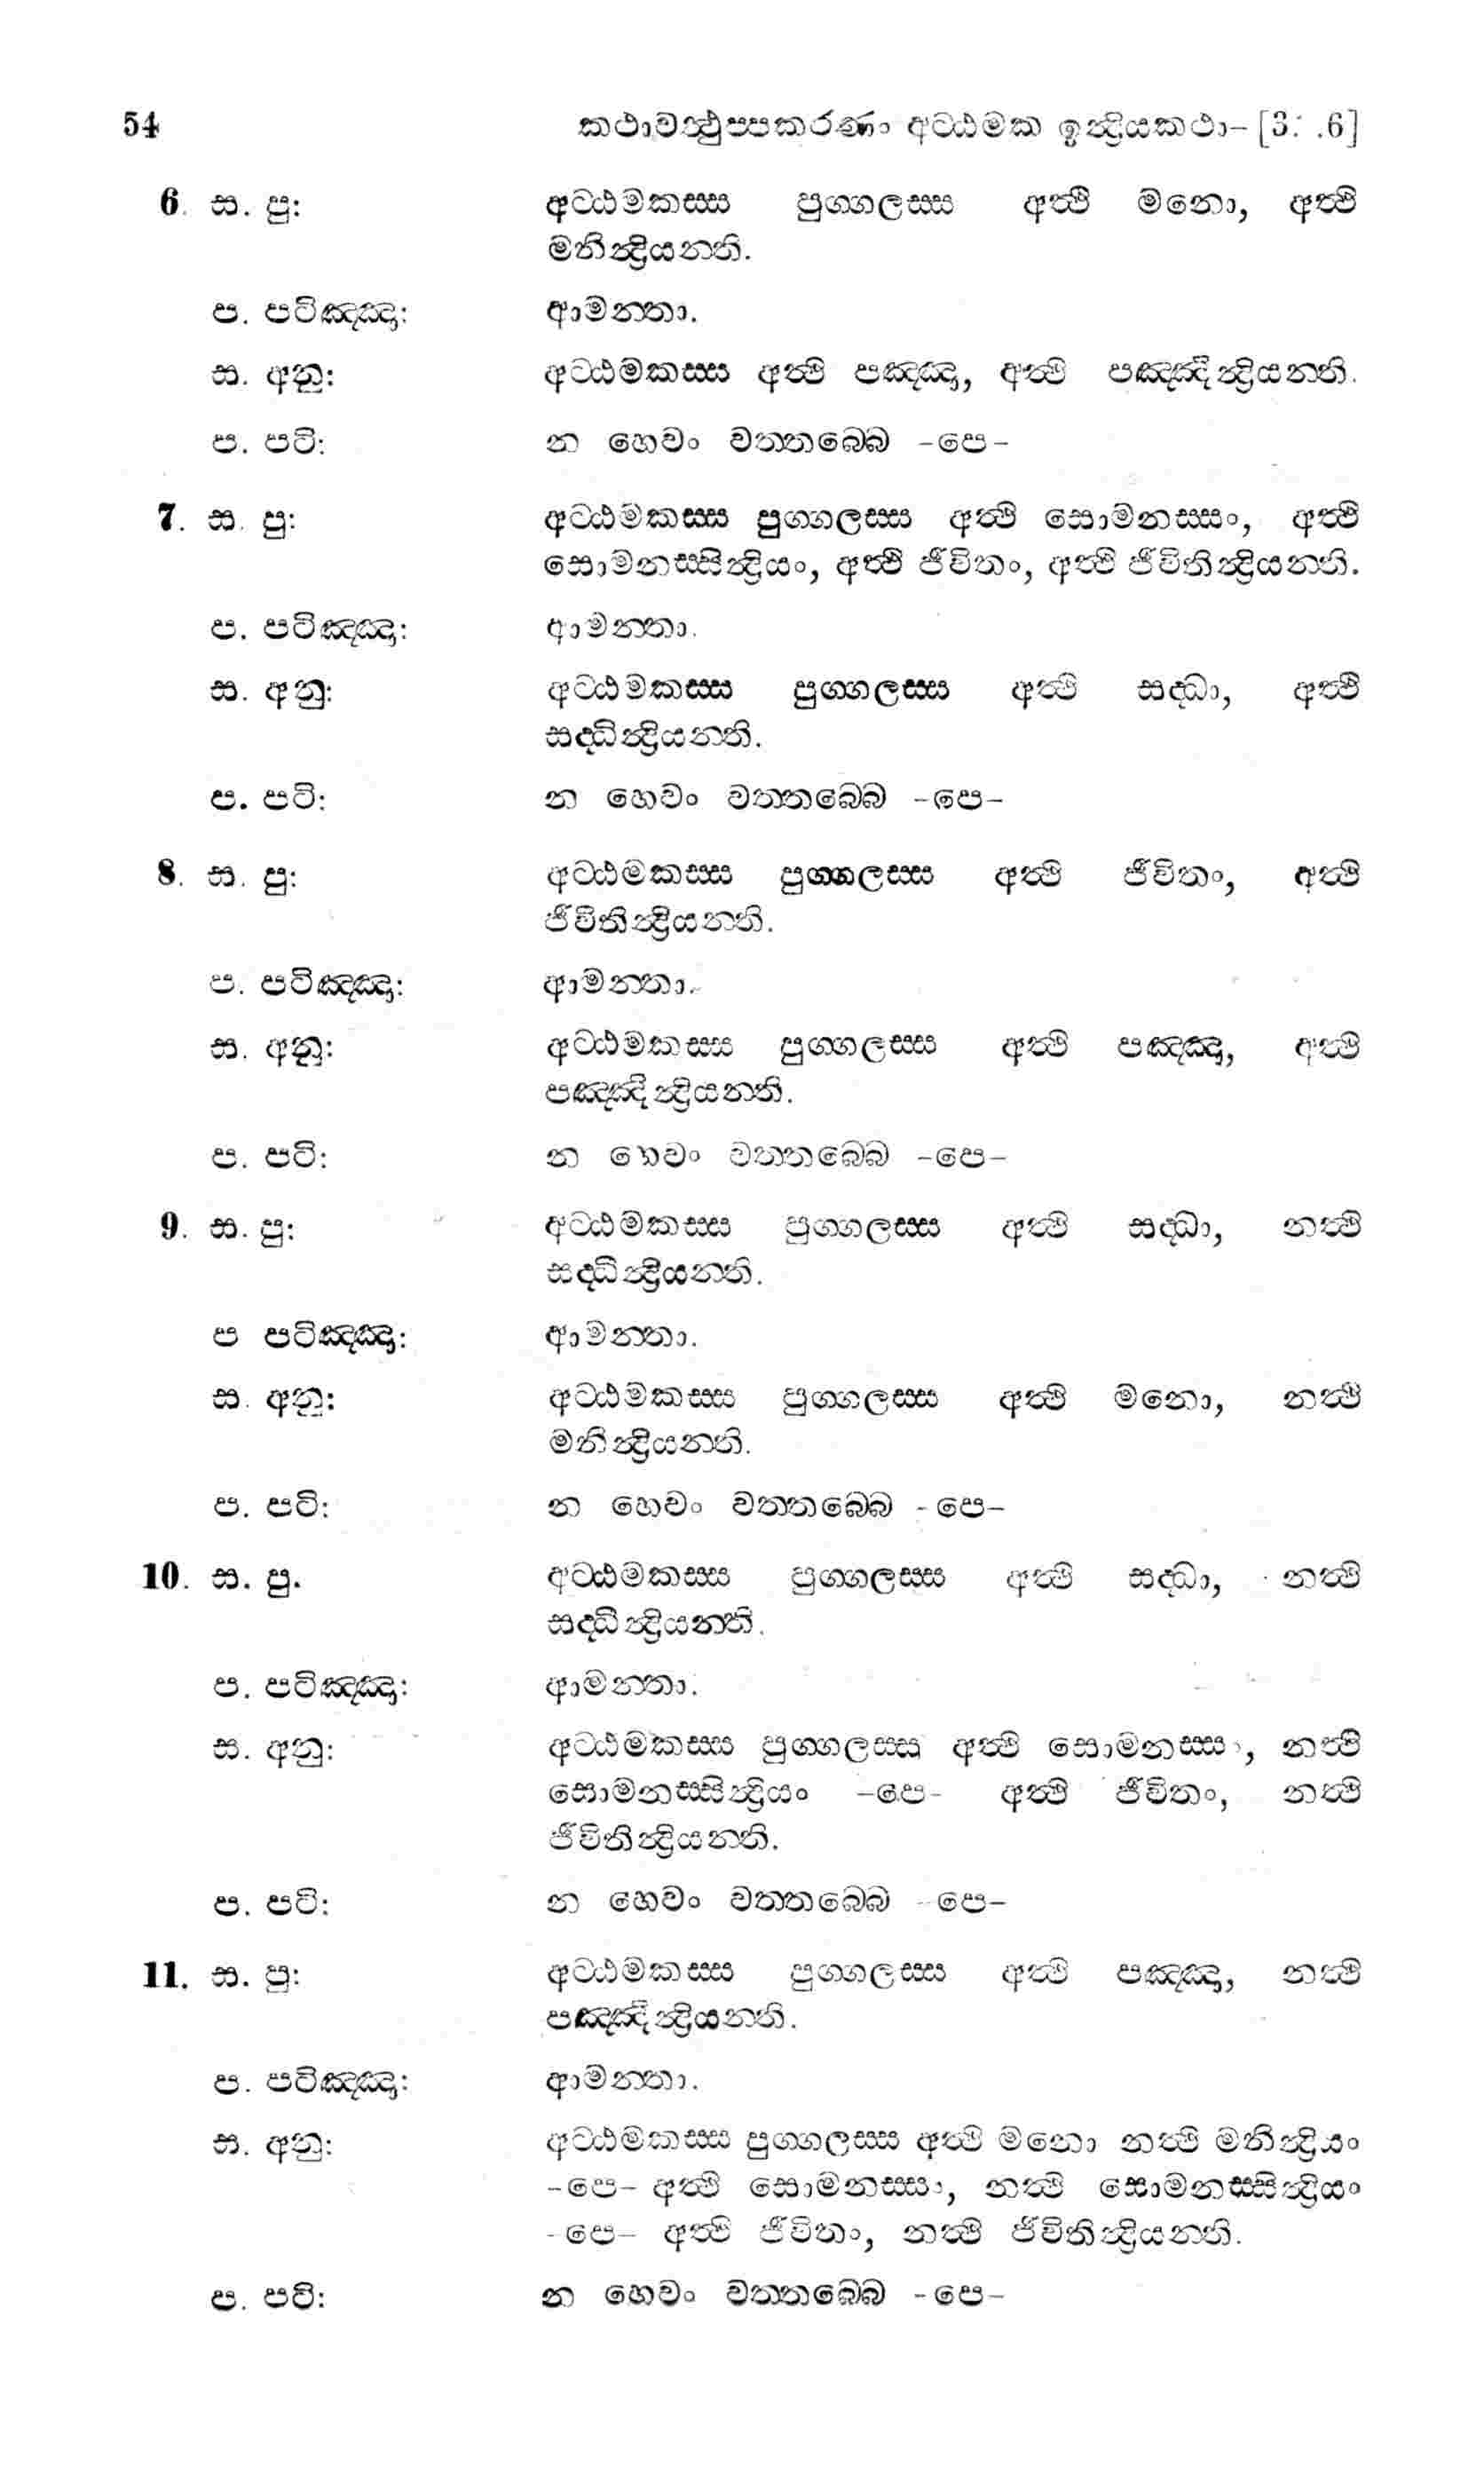 54 කථාවත්ථුප්පකරණං අට්ඨමක ඉන්ද්‍රියකථා– [3. .6]
6. ස. පු: අට්ඨමකස්ස පුග්ගලස්ස අත්ථි මනො, අත්ථි
මනින්ද්‍රියන්ති.
ප. පටිඤ්ඤා: ආමන්තා.
ස. අනු: අට්ඨමකස්ස අත්ථි පඤ්ඤා, අත්ථි පඤ්ඤින්ද්‍රියන්ති.
ප. පටි: න හෙවං වත්තබ්බෙ -පෙ-
7. ස. පු: අට්ඨමකස්ස පුග්ගලස්ස අත්ථි සොමනස්සං, අත්ථි
සොමනස්සින්ද්‍රියං, අත්ථි ජීවිතං, අත්ථි ජීවිතින්ද්‍රියන්ති.
ප. පටිඤ්ඤා: ආමන්තා.
ස. අනු: අට්ඨමකස්ස පුග්ගලස්ස අත්ථි සද්ධා, අත්ථි
සද්ධින්ද්‍රියන්ති.
ප. පටි: න හෙවං වත්තබ්බෙ -පෙ-
8. ස. පු: අට්ඨමකස්ස පුග්ගලස්ස අත්ථි ජීවිතං, අත්ථි
ජීවිතින්ද්‍රියන්ති.
ප. පටිඤ්ඤා: ආමන්තා.
ස. අනු: අට්ඨමකස්ස පුග්ගලස්ස අත්ථි පඤ්ඤා, අත්ථි
පඤ්ඤින්ද්‍රියන්ති.
ප. පටි: න හෙවං වත්තබ්බෙ -පෙ-
9. ස. පු: අට්ඨමකස්ස පුග්ගලස්ස අත්ථි සද්ධා, නත්ථි
සද්ධින්ද්‍රියන්ති.
ප පටිඤ්ඤා: ආමන්තා.
ස. අනු: අට්ඨමකස්ස පුග්ගලස්ස අත්ථි මනො, නත්ථි
මනින්ද්‍රියන්ති.
ප. පටි: න හෙවං වත්තබ්බෙ -පෙ-
10. ස. පු. අට්ඨමකස්ස පුග්ගලස්ස අත්ථි සද්ධා, නත්ථි
සද්ධින්ද්‍රියන්ති.
ප. පටිඤ්ඤා: ආමන්තා.
ස. අනු: අට්ඨමකස්ස පුග්ගලස්ස අත්ථි සොමනස්සං, නත්ථි
සොමනස්සින්ද්‍රියං -පෙ- අත්ථි ජීවිතං, නත්ථි
ජීවිතින්ද්‍රියන්ති.
ප. පටි: න හෙවං වත්තබ්බෙ -පෙ-
11. ස. පු: අට්ඨමකස්ස පුග්ගලස්ස අත්ථි පඤ්ඤා, නත්ථි
පඤ්ඤින්ද්‍රියන්ති.
ප. පටිඤ්ඤා: ආමන්තා.
ස. අනු: අට්ඨමකස්ස පුග්ගලස්ස අත්ථි මනො නත්ථි මනින්ද්‍රියං
-පෙ- අත්ථි සොමනස්සං, නත්ථි සොමනස්සින්ද්‍රියං
-පෙ- අත්ථි ජීවිතං, නත්ථි ජීවිතින්ද්‍රියන්ති.
ප. පටි: න හෙවං වත්තබ්බෙ -පෙ-